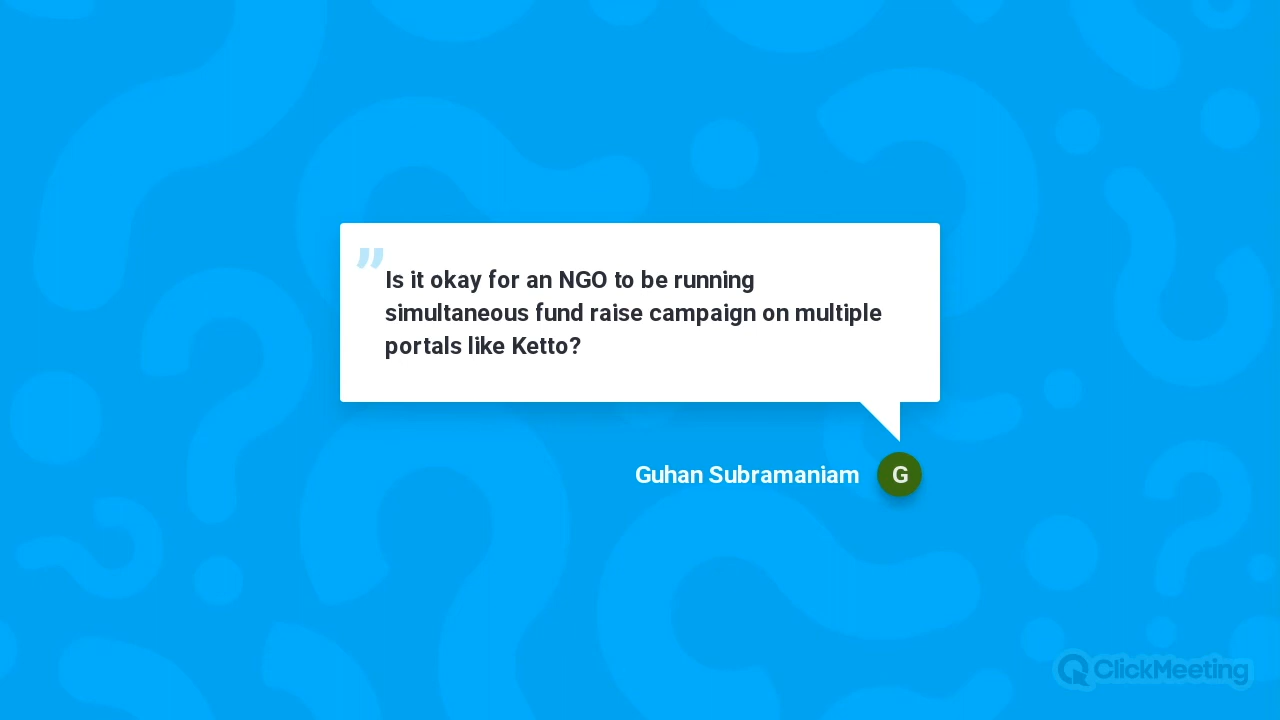 Is it okay for an NGO to be running
simultaneous fund raise campaign on multiple
portals like Ketto?
Guhan Subramaniam G
ClickMeeting